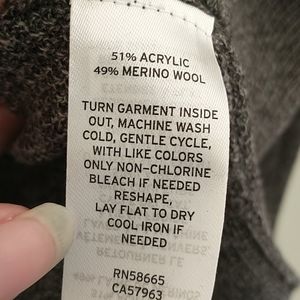 51% ACRYLIC
49% MERINO WOOL
TURN GARMENT INSIDE
OUT, MACHINE WASH
COLD, GENTLE CYCLE,
WITH LIKE COLORS
ONLY NON-CHLORINE
BLEACH IF NEEDED
RESHAPE,
LAY FLAT TO DRY
COOL IRON IF
NEEDED
RN58665
CA57963